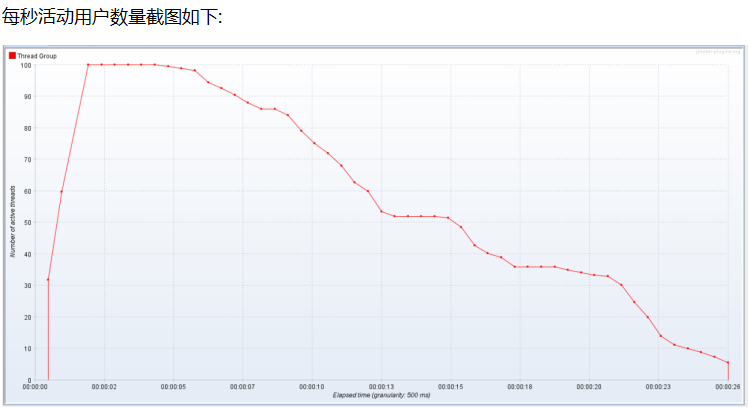 每秒活动用户数量截图如下:
jmeter-plugins.org
Thread Group
100
90
80
70
60
50
40
30
20
10
0
Number of active threads
00:00:00 00:00:02 00:00:05 00:00:07 00:00:10 00:00:13 00:00:15 00:00:18 00:00:20 00:00:23 00:00:26
Elapsed time (granularity: 500 ms)